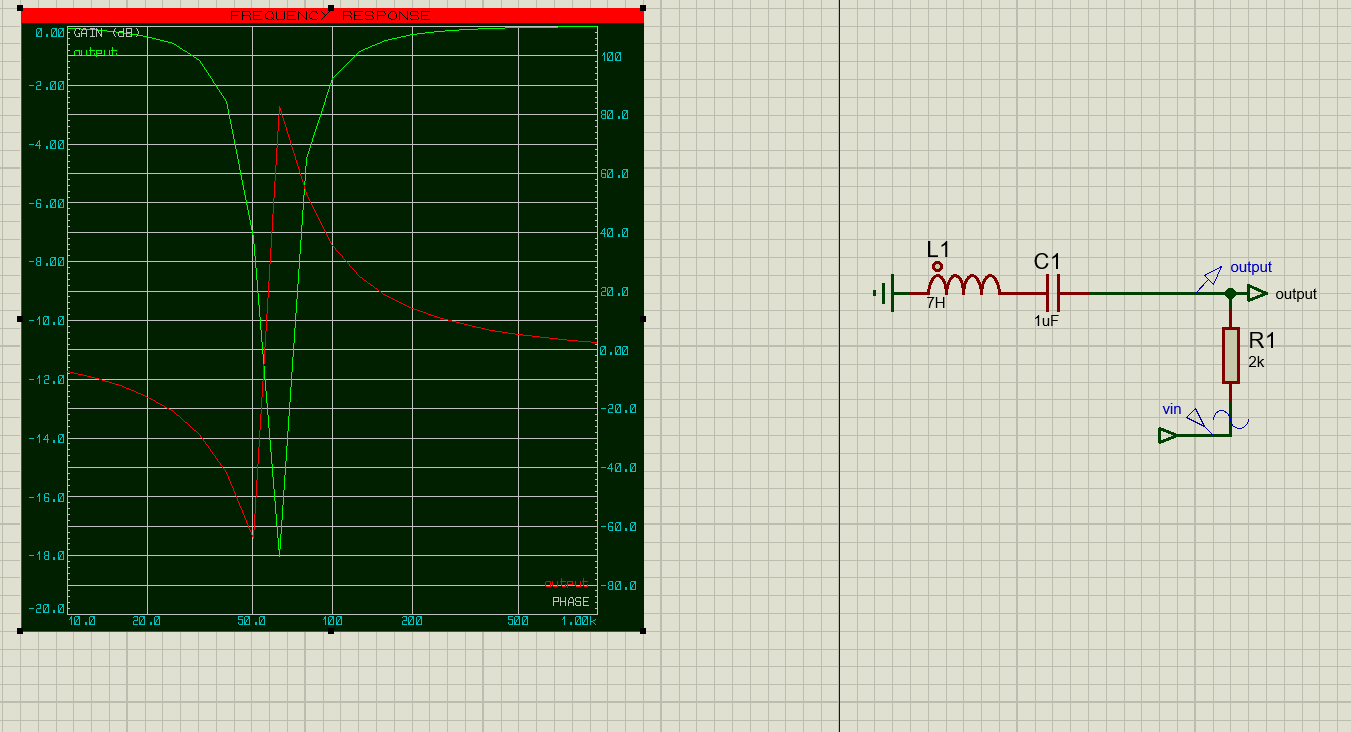 FREQUENCY RESPONSE
GAIN (dB)
output
0.00
-2.00
-4.00
-6.00
-8.00
-10.0
-12.0
-14.0
-16.0
-18.0
-20.0
100
80.0
60.0
40.0
20.0
0.00
-20.0
-40.0
-60.0
-80.0
output
PHASE
10.0 20.0 50.0 100 200 500 1.00k
L1
7H
C1
1uF
output
output
R1
2k
vin